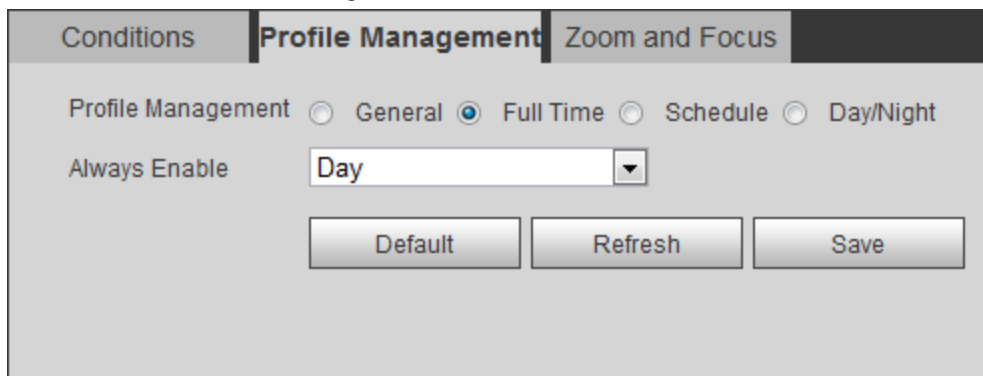 Conditions Profile Management Zoom and Focus
Profile Management General Full Time Schedule Day/Night
Always Enable Day
Default Refresh Save